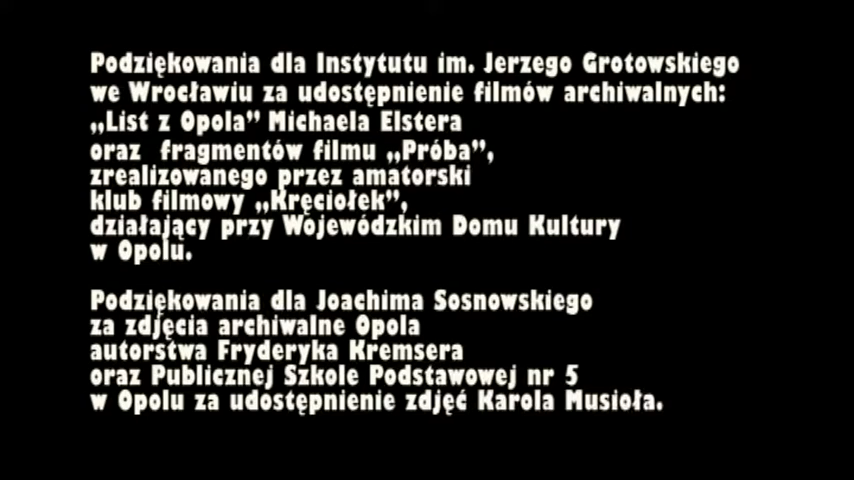 Podziękowania dla Instytutu im. Jerzego Grotowskiego
we Wrocławiu za udostępnienie filmów archiwalnych:
„List z Opola” Michaela Elstera
oraz fragmentów filmu „Próba”,
zrealizowanego przez amatorski
klub filmowy „Kręciołek”,
działający przy Wojewódzkim Domu Kultury
w Opolu.
Podziękowania dla Joachima Sosnowskiego
za zdjęcia archiwalne Opola
autorstwa Fryderyka Kremsera
oraz Publicznej Szkole Podstawowej nr 5
w Opolu za udostępnienie zdjęć Karola Musioła.